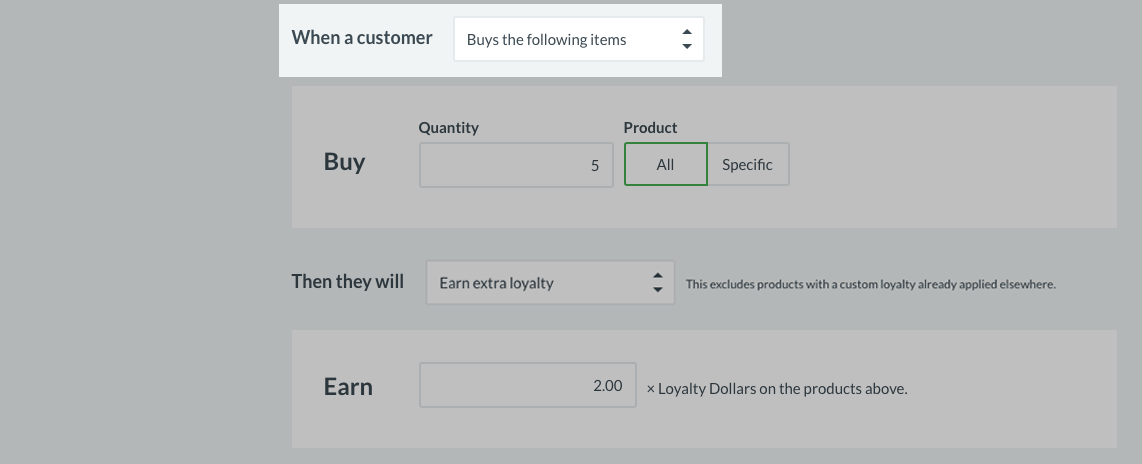 When a customer Buys the following items
Quantity Product
Buy 5 All Specific
Then they will Earn extra loyalty This excludes products with a custom loyalty already applied elsewhere.
Earn 2.00 × Loyalty Dollars on the products above.